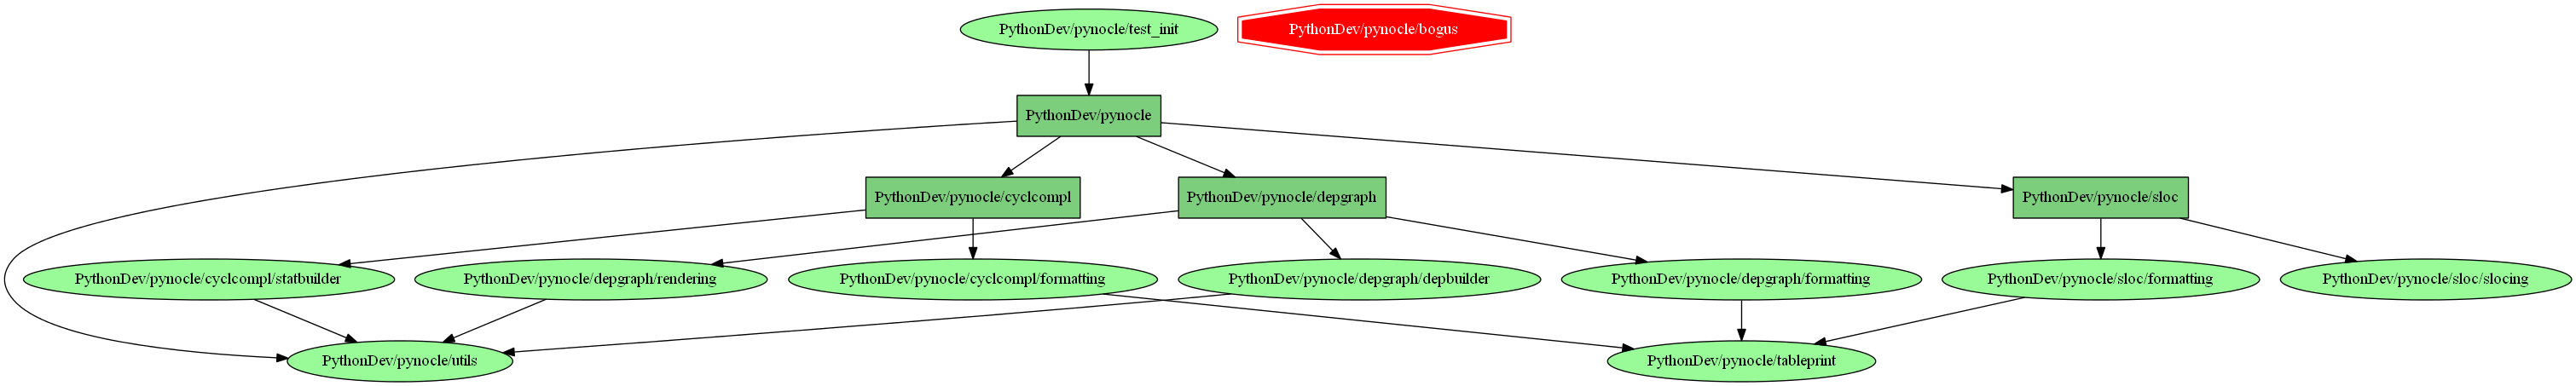 PythonDev/pynocle/test_init
PythonDev/pynocle/bogus
PythonDev/pynocle
PythonDev/pynocle/cyclcompl
PythonDev/pynocle/depgraph
PythonDev/pynocle/sloc
PythonDev/pynocle/cyclcompl/statbuilder
PythonDev/pynocle/depgraph/rendering
PythonDev/pynocle/cyclcompl/formatting
PythonDev/pynocle/depgraph/depbuilder
PythonDev/pynocle/depgraph/formatting
PythonDev/pynocle/sloc/formatting
PythonDev/pynocle/sloc/slocing
PythonDev/pynocle/utils
PythonDev/pynocle/tableprint